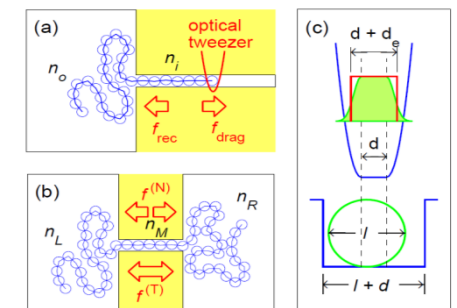 (a)
optical
tweezer
n_o
n_i
f_rec
f_drag
(b)
f^(N)
n_L
n_M
n_R
f^(T)
(c)
d + d_e
d
l
l + d